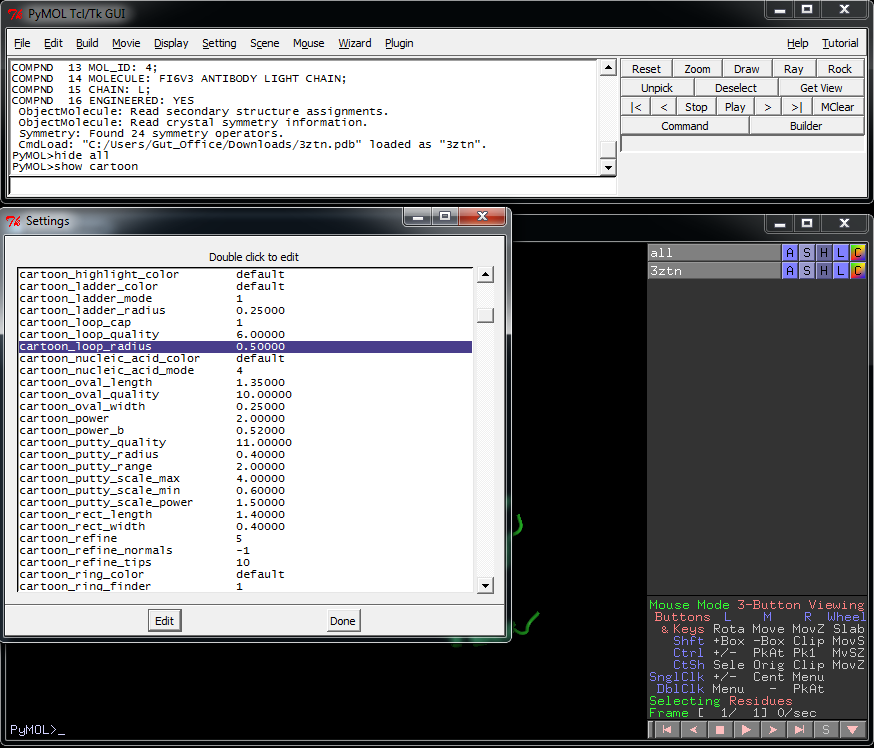 PyMOL Tcl/Tk GUI
File Edit Build Movie Display Setting Scene Mouse Wizard Plugin Help Tutorial
COMPND  13 MOL_ID: 4;
COMPND  14 MOLECULE: FI6V3 ANTIBODY LIGHT CHAIN;
COMPND  15 CHAIN: L;
COMPND  16 ENGINEERED: YES
ObjectMolecule: Read secondary structure assignments.
ObjectMolecule: Read crystal symmetry information.
Symmetry: Found 24 symmetry operators.
CmdLoad: "C:/Users/Gut_Office/Downloads/3ztn.pdb" loaded as "3ztn".
PyMOL>hide all
PyMOL>show cartoon
Reset Zoom Draw Ray Rock
Unpick Deselect Get View
|< < Stop Play > >| MClear
Command Builder
Settings
Double click to edit
cartoon_highlight_color default
cartoon_ladder_color default
cartoon_ladder_mode 1
cartoon_ladder_radius 0.25000
cartoon_loop_cap 1
cartoon_loop_quality 6.00000
cartoon_loop_radius 0.50000
cartoon_nucleic_acid_color default
cartoon_nucleic_acid_mode 4
cartoon_oval_length 1.35000
cartoon_oval_quality 10.00000
cartoon_oval_width 0.25000
cartoon_power 2.00000
cartoon_power_b 0.52000
cartoon_putty_quality 11.00000
cartoon_putty_radius 0.40000
cartoon_putty_range 2.00000
cartoon_putty_scale_max 4.00000
cartoon_putty_scale_min 0.60000
cartoon_putty_scale_power 1.50000
cartoon_rect_length 1.40000
cartoon_rect_width 0.40000
cartoon_refine 5
cartoon_refine_normals -1
cartoon_refine_tips 10
cartoon_ring_color default
cartoon_ring_finder 1
Edit Done
all A S H L C
3ztn A S H L C
Mouse Mode 3-Button Viewing
Buttons L M R Wheel
& Keys Rota Move MovZ Slab
Shft +Box -Box Clip MovS
Ctrl +/- PkAt Pk1 MvSZ
CtSh Sele Orig Clip MovZ
SnglClk +/- Cent Menu
DblClk Menu - PkAt
Selecting Residues
Frame [ 1/ 1] 0/sec
S
PyMOL>_